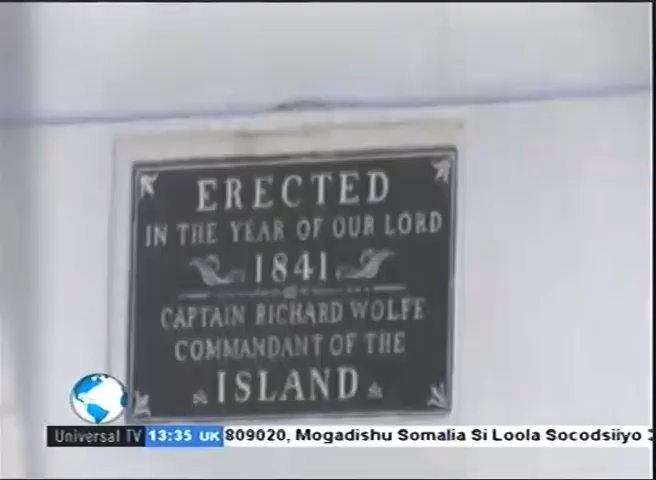 ERECTED
IN THE YEAR OF OUR LORD
1841
CAPTAIN RICHARD WOLFE
COMMANDANT OF THE
ISLAND
Universal TV 13:35 UK 809020, Mogadishu Somalia Si Loola Socodsiiyo